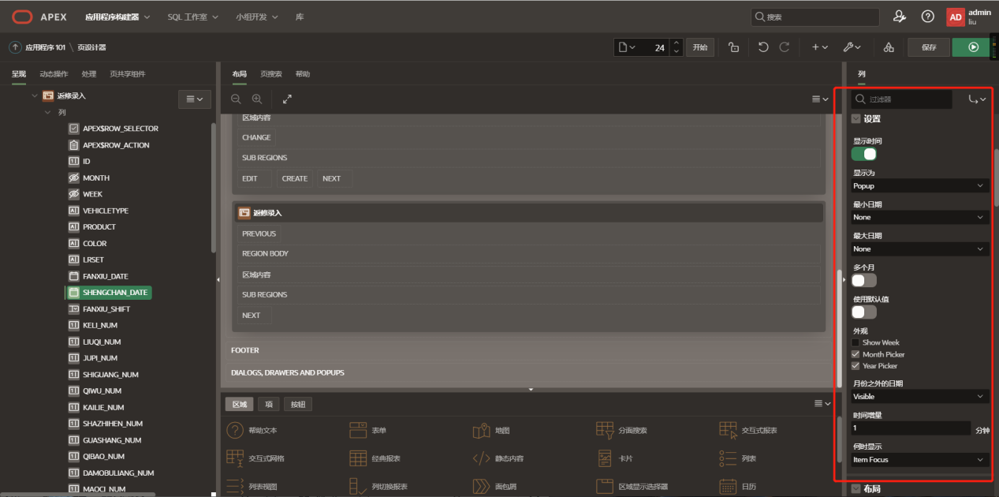 APEX 应用程序构建器 SQL 工作室 小组开发 库 搜索 AD admin liu
应用程序 101 \ 页设计器 24 开始 保存
呈现 动态操作 处理 页共享组件
返修录入
列
APEX$ROW_SELECTOR
APEX$ROW_ACTION
ID
MONTH
WEEK
VEHICLETYPE
PRODUCT
COLOR
LRSET
FANXIU_DATE
SHENGCHAN_DATE
FANXIU_SHIFT
KELI_NUM
LIUQI_NUM
JUPI_NUM
SHIGUANG_NUM
QIWU_NUM
KAILIE_NUM
SHAZHIHEN_NUM
GUASHANG_NUM
QIBAO_NUM
DAMOBULIANG_NUM
MAOCI_NUM
布局 页搜索 帮助
区域内容
CHANGE
SUB REGIONS
EDIT CREATE NEXT
返修录入
PREVIOUS
REGION BODY
区域内容
SUB REGIONS
NEXT
FOOTER
DIALOGS, DRAWERS AND POPUPS
区域 项 按钮
帮助文本 表单 地图 分面搜索 交互式报表
交互式网格 经典报表 静态内容 卡片 列表
列表视图 列切换报表 面包屑 区域显示选择器 日历
列
过滤器
设置
显示时间
显示为
Popup
最小日期
None
最大日期
None
多个月
使用默认值
外观
Show Week
Month Picker
Year Picker
月份之外的日期
Visible
时间增量
1 分钟
何时显示
Item Focus
布局